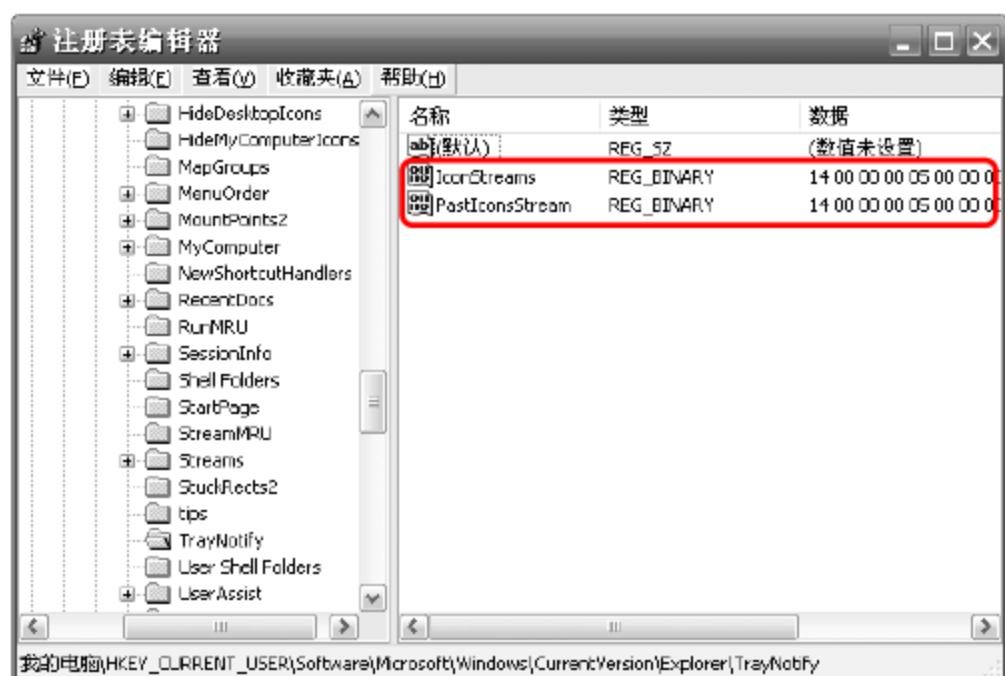 注册表编辑器
文件(F) 编辑(E) 查看(V) 收藏夹(A) 帮助(H)
HideDesktopIcons
HideMyComputerIcons
MapGroups
MenuOrder
MountPoints2
MyComputer
NewShortcutHandlers
RecentDocs
RunMRU
SessionInfo
Shell Folders
StartPage
StreamMRU
Streams
StuckRects2
tips
TrayNotify
User Shell Folders
UserAssist
名称 类型 数据
ab (默认) REG_SZ (数值未设置)
IconStreams REG_BINARY 14 00 00 00 05 00 00 00
PastIconsStream REG_BINARY 14 00 00 00 05 00 00 00
我的电脑\HKEY_CURRENT_USER\Software\Microsoft\Windows\CurrentVersion\Explorer\TrayNotify